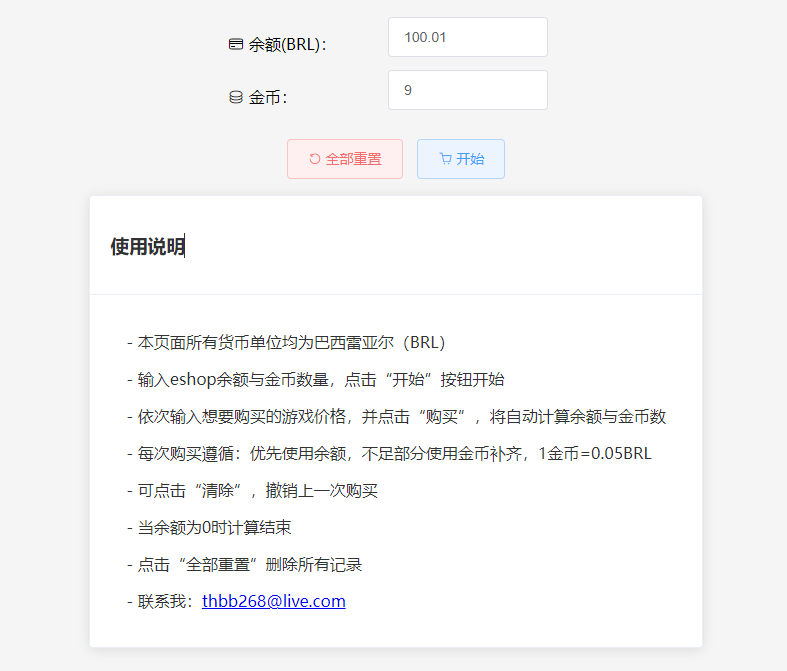 余额(BRL)：
100.01
金币：
9
全部重置
开始
使用说明
- 本页面所有货币单位均为巴西雷亚尔（BRL）
- 输入eshop余额与金币数量，点击“开始”按钮开始
- 依次输入想要购买的游戏价格，并点击“购买”，将自动计算余额与金币数
- 每次购买遵循：优先使用余额，不足部分使用金币补齐，1金币=0.05BRL
- 可点击“清除”，撤销上一次购买
- 当余额为0时计算结束
- 点击“全部重置”删除所有记录
- 联系我：thbb268@live.com